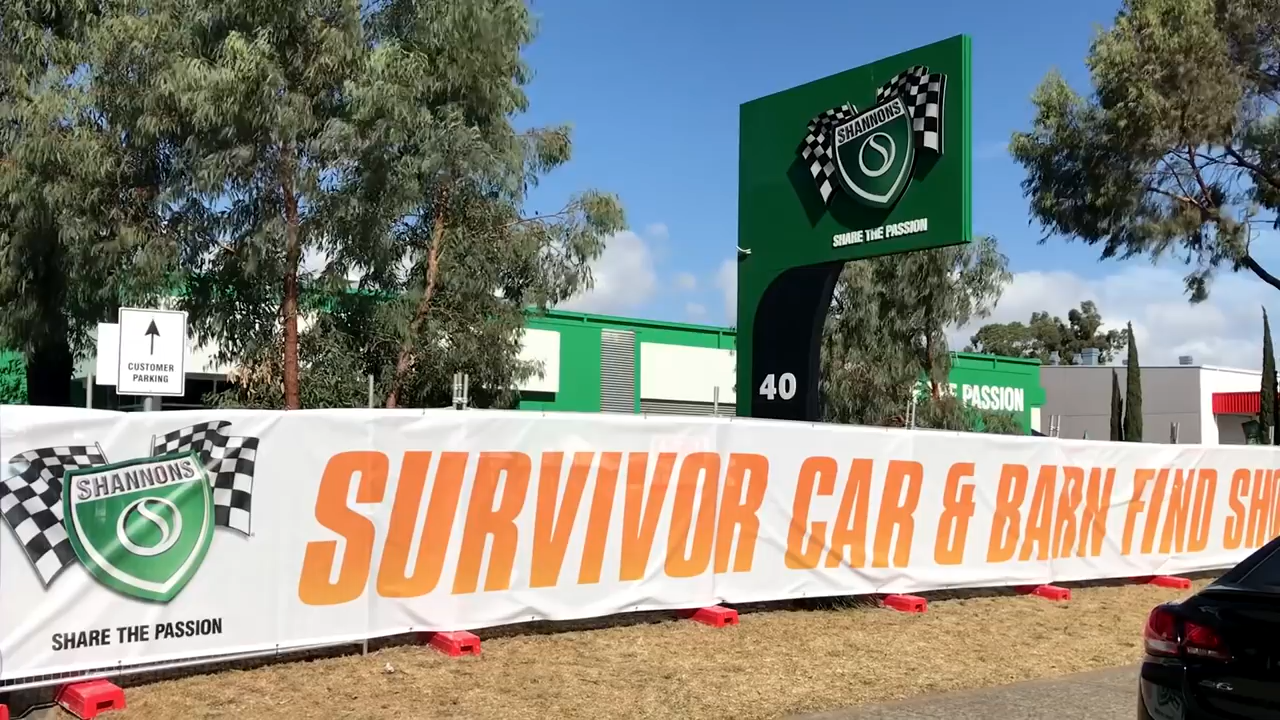 SHANNONS
SHARE THE PASSION
40
CUSTOMER
PARKING
PASSION
SHANNONS
SHARE THE PASSION
SURVIVOR CAR & BARN FIND